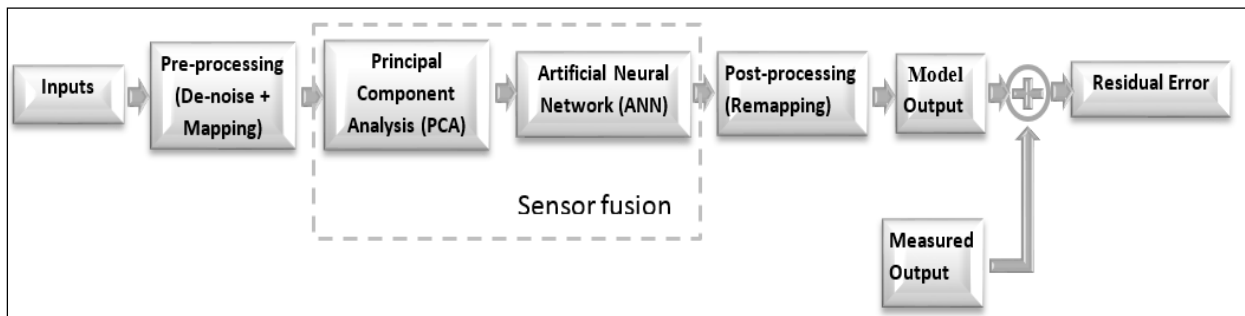 Inputs
Pre-processing
(De-noise +
Mapping)
Principal
Component
Analysis (PCA)
Artificial Neural
Network (ANN)
Sensor fusion
Post-processing
(Remapping)
Model
Output
Measured
Output
Residual Error